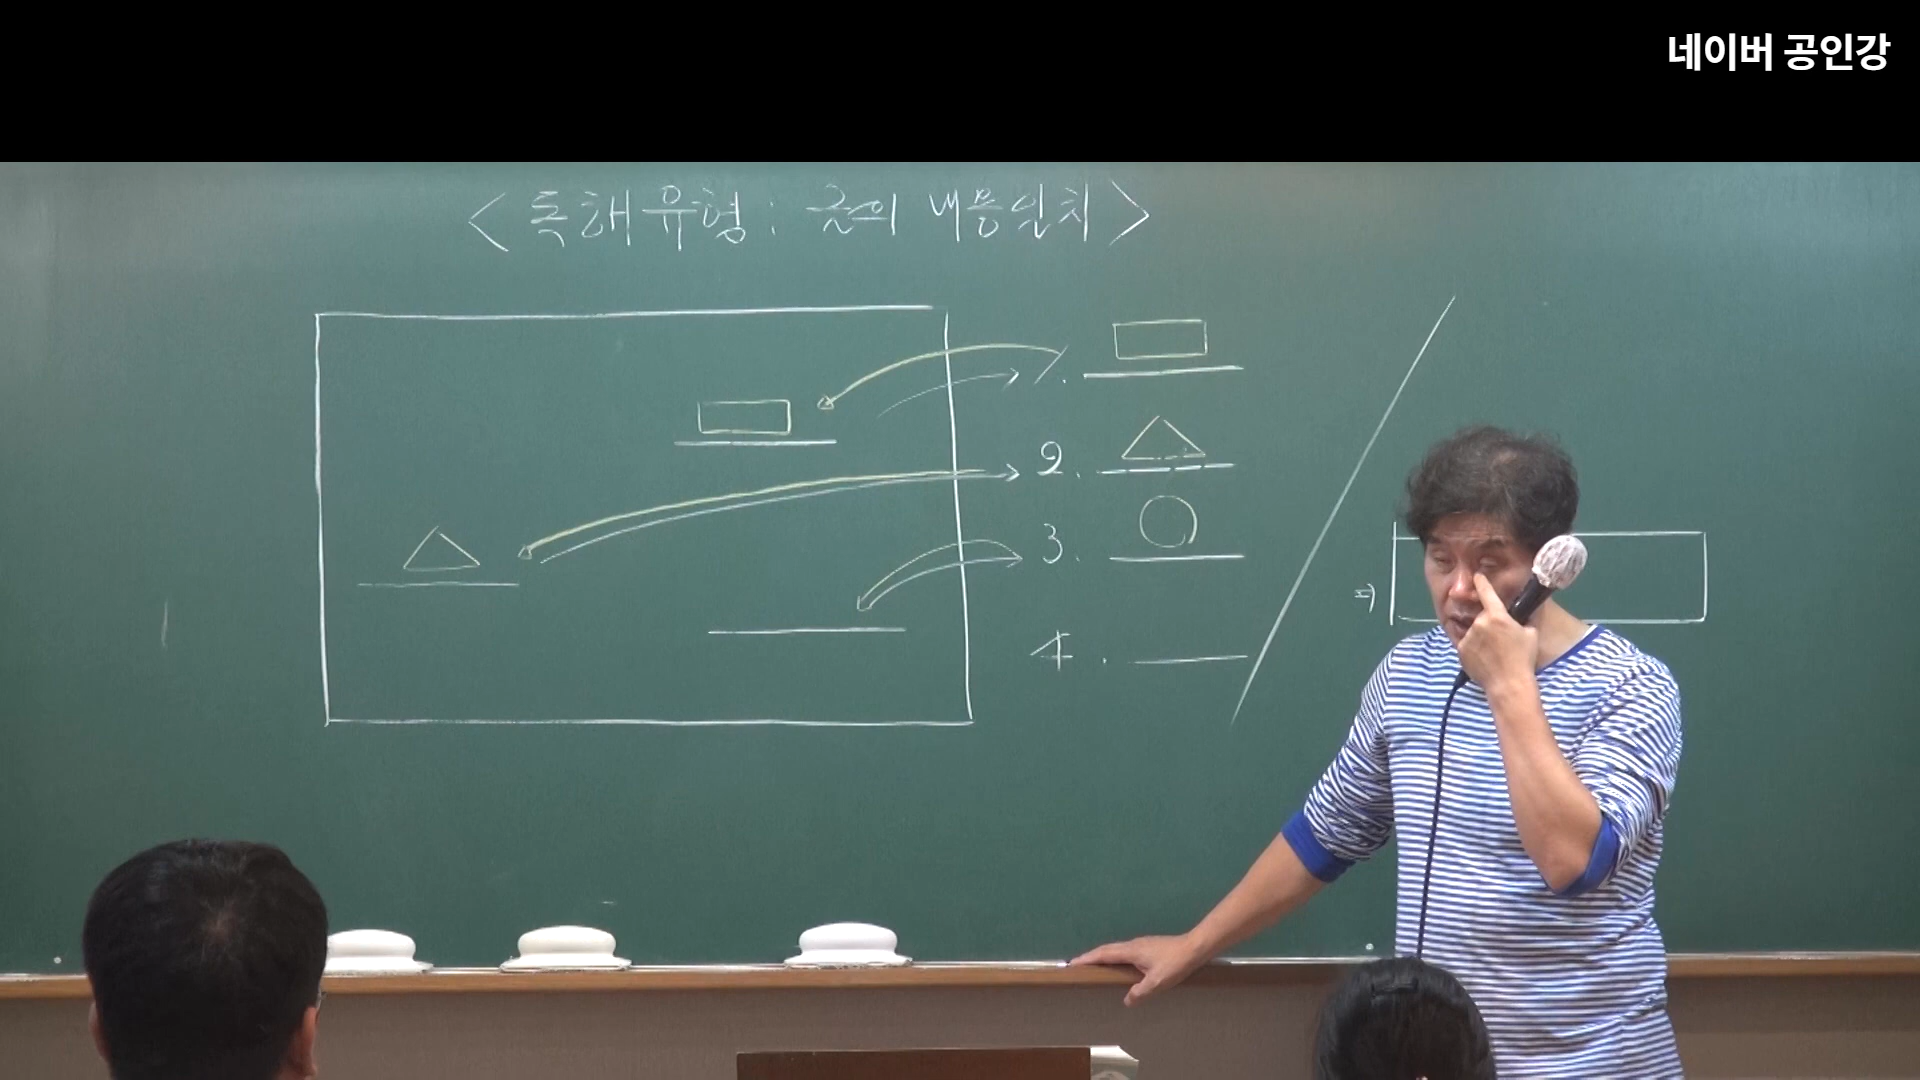 네이버 공인강
< 독해유형 : 글의 내용일치 >
1.
2.
3.
4.
⇒